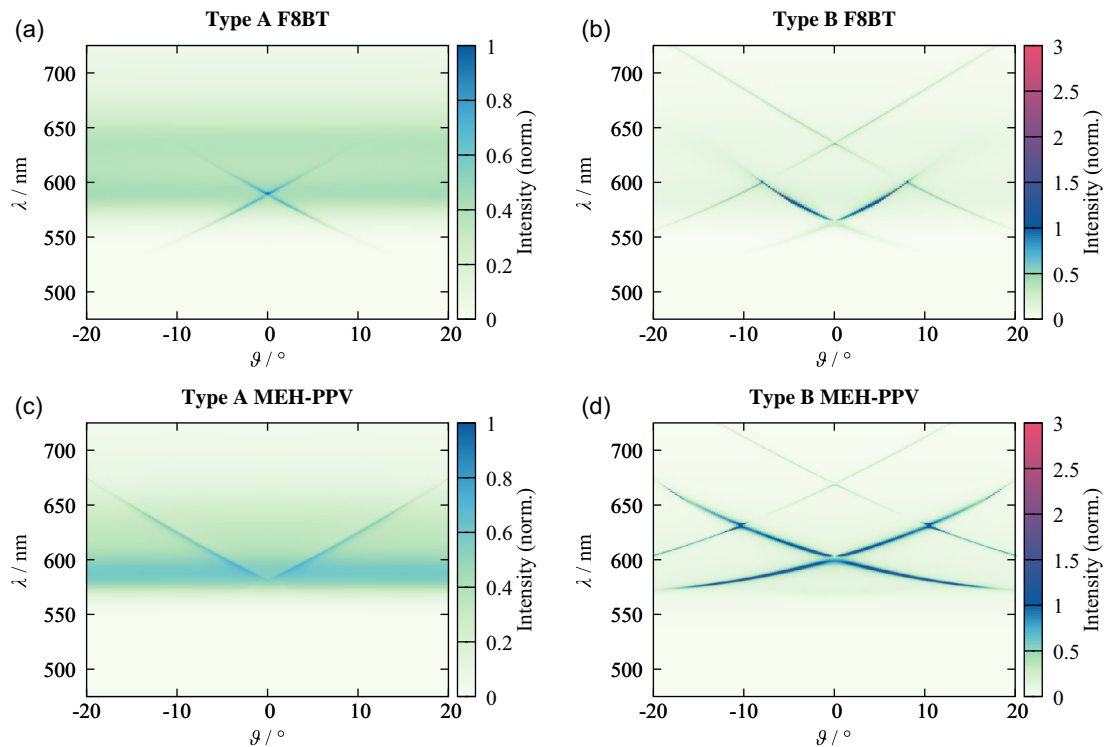 (a) Type A F8BT
700
650
600
550
500
λ / nm
-20 -10 0 10 20
ϑ / °
1
0.8
0.6
0.4
0.2
0
Intensity (norm.)
(b) Type B F8BT
700
650
600
550
500
λ / nm
-20 -10 0 10 20
ϑ / °
3
2.5
2
1.5
1
0.5
0
Intensity (norm.)
(c) Type A MEH-PPV
700
650
600
550
500
λ / nm
-20 -10 0 10 20
ϑ / °
1
0.8
0.6
0.4
0.2
0
Intensity (norm.)
(d) Type B MEH-PPV
700
650
600
550
500
λ / nm
-20 -10 0 10 20
ϑ / °
3
2.5
2
1.5
1
0.5
0
Intensity (norm.)